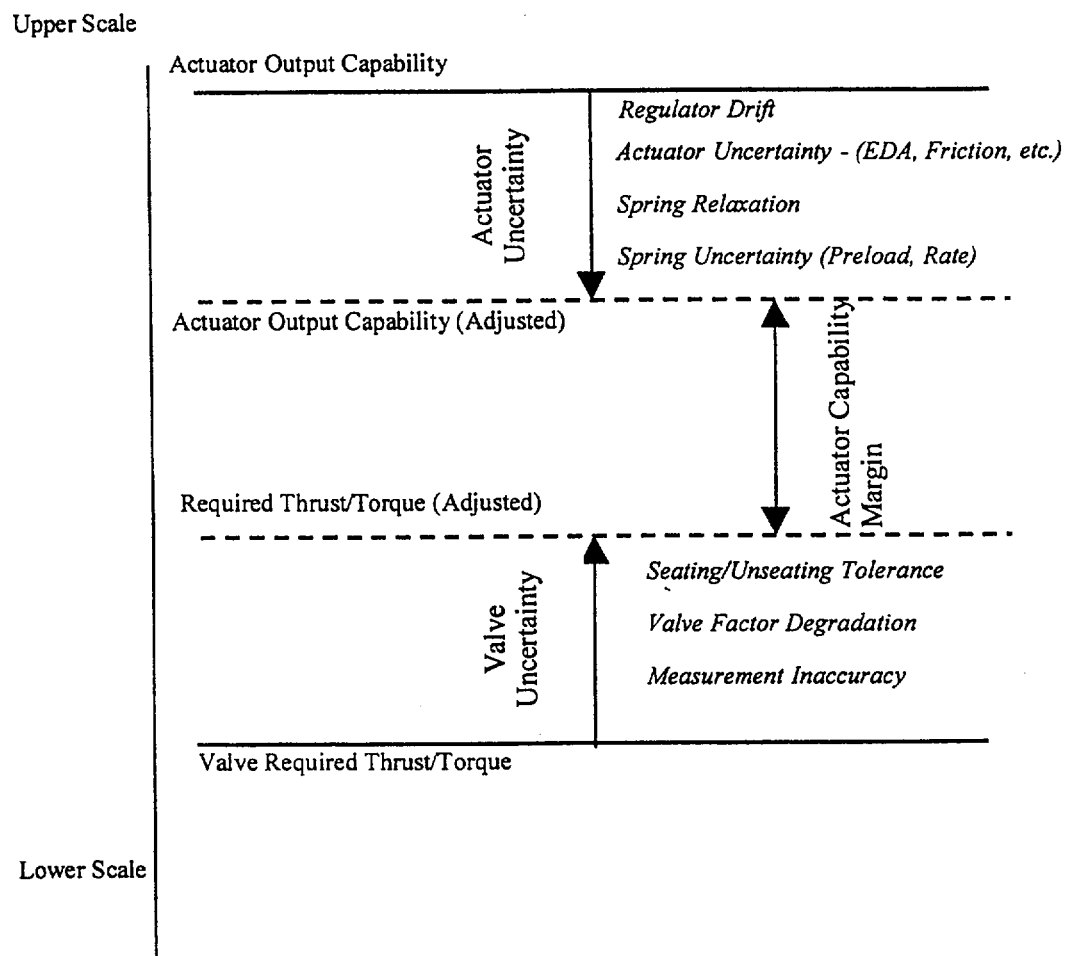 Upper Scale
Actuator Output Capability
Regulator Drift
Actuator Uncertainty - (EDA, Friction, etc.)
Actuator
Uncertainty
Spring Relaxation
Spring Uncertainty (Preload, Rate)
Actuator Output Capability (Adjusted)
Actuator Capability
Margin
Required Thrust/Torque (Adjusted)
Seating/Unseating Tolerance
Valve
Uncertainty
Valve Factor Degradation
Measurement Inaccuracy
Valve Required Thrust/Torque
Lower Scale